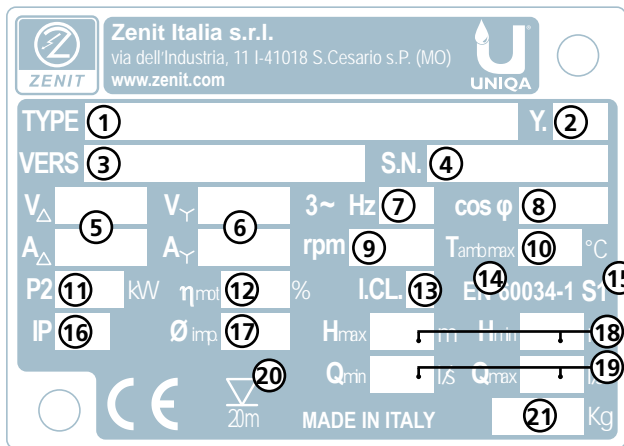 Zenit Italia s.r.l.
via dell'Industria, 11 I-41018 S.Cesario s.P. (MO)
www.zenit.com
ZENIT
UNIQA
TYPE 1 Y. 2
VERS 3 S.N. 4
V△ 5 V⅄ 6 3~ Hz 7 cos φ 8
A△ A⅄ rpm 9 Tamb max 10 °C
P2 11 kW ηmot 12 % I.CL. 13 14 EN 60034-1 S1 15
IP 16 Ø imp. 17 Hmax m Hmin 18
Qmin l/s Qmax 19
20
20m
CE
MADE IN ITALY 21 Kg